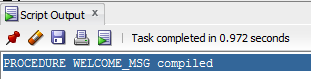 Script Output x
Task completed in 0.972 seconds
PROCEDURE WELCOME_MSG compiled